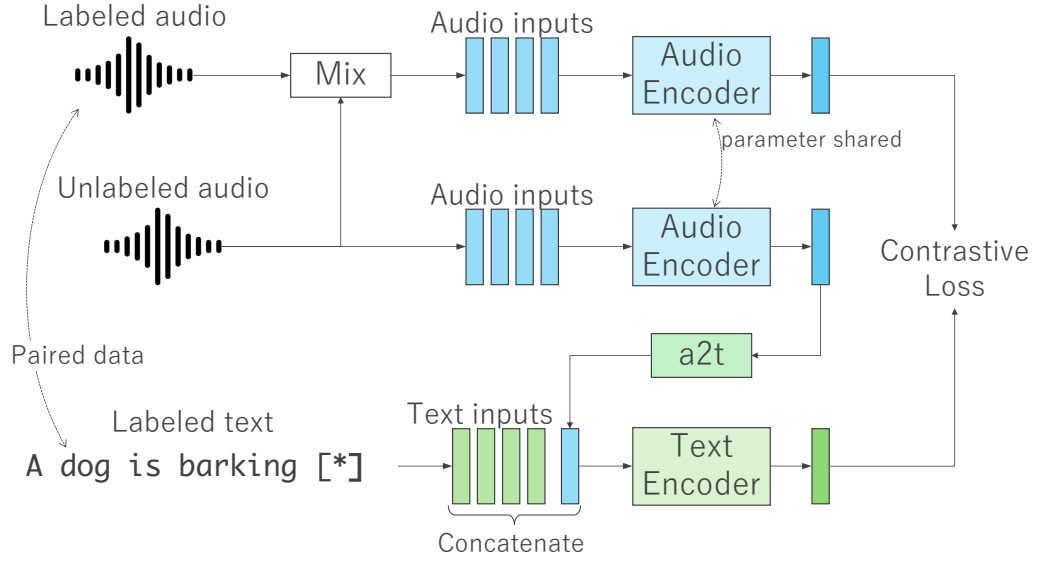 Labeled audio
Mix
Audio inputs
Audio
Encoder
parameter shared
Unlabeled audio
Audio inputs
Audio
Encoder
Contrastive
Loss
Paired data
a2t
Labeled text
Text inputs
A dog is barking [*]
Text
Encoder
Concatenate